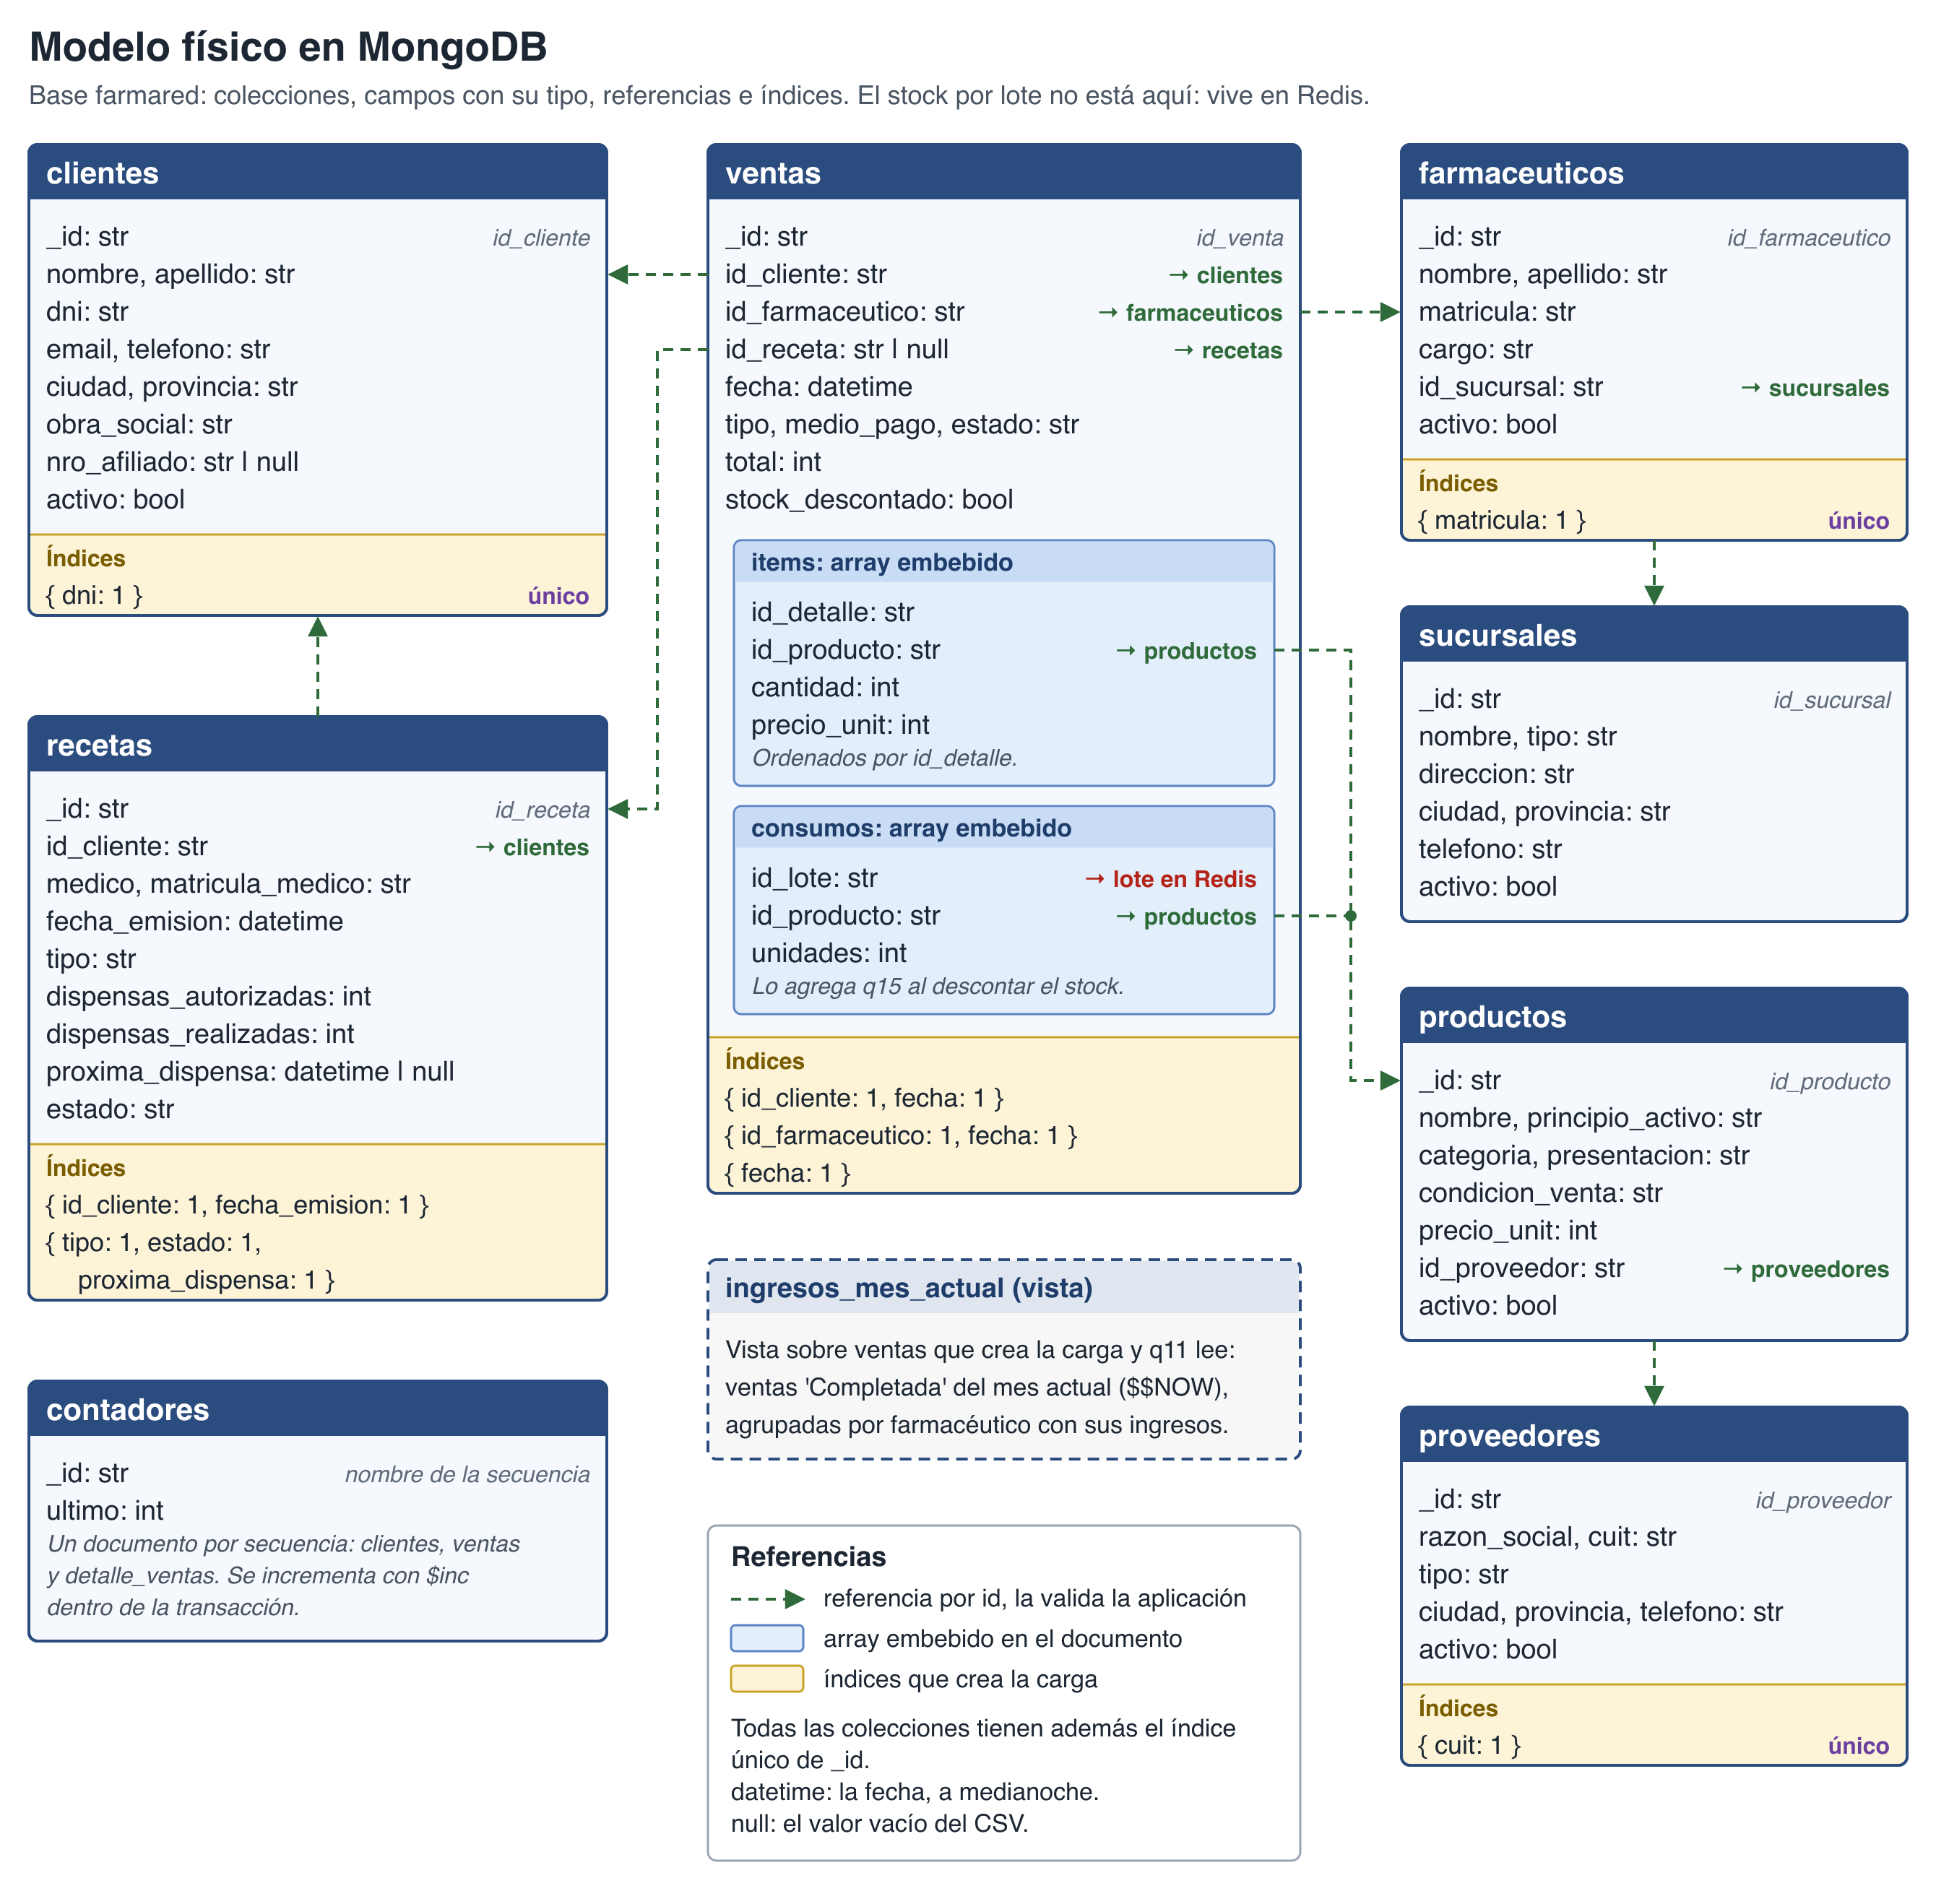 Modelo físico en MongoDB
Base farmared: colecciones, campos con su tipo, referencias e índices. El stock por lote no está aquí: vive en Redis.
clientes
_id: str id_cliente
nombre, apellido: str
dni: str
email, telefono: str
ciudad, provincia: str
obra_social: str
nro_afiliado: str | null
activo: bool
Índices
{ dni: 1 } único
recetas
_id: str id_receta
id_cliente: str → clientes
medico, matricula_medico: str
fecha_emision: datetime
tipo: str
dispensas_autorizadas: int
dispensas_realizadas: int
proxima_dispensa: datetime | null
estado: str
Índices
{ id_cliente: 1, fecha_emision: 1 }
{ tipo: 1, estado: 1,
proxima_dispensa: 1 }
contadores
_id: str nombre de la secuencia
ultimo: int
Un documento por secuencia: clientes, ventas
y detalle_ventas. Se incrementa con $inc
dentro de la transacción.
ventas
_id: str id_venta
id_cliente: str → clientes
id_farmaceutico: str → farmaceuticos
id_receta: str | null → recetas
fecha: datetime
tipo, medio_pago, estado: str
total: int
stock_descontado: bool
items: array embebido
id_detalle: str
id_producto: str → productos
cantidad: int
precio_unit: int
Ordenados por id_detalle.
consumos: array embebido
id_lote: str → lote en Redis
id_producto: str → productos
unidades: int
Lo agrega q15 al descontar el stock.
Índices
{ id_cliente: 1, fecha: 1 }
{ id_farmaceutico: 1, fecha: 1 }
{ fecha: 1 }
ingresos_mes_actual (vista)
Vista sobre ventas que crea la carga y q11 lee:
ventas 'Completada' del mes actual ($$NOW),
agrupadas por farmacéutico con sus ingresos.
Referencias
referencia por id, la valida la aplicación
array embebido en el documento
índices que crea la carga
Todas las colecciones tienen además el índice
único de _id.
datetime: la fecha, a medianoche.
null: el valor vacío del CSV.
farmaceuticos
_id: str id_farmaceutico
nombre, apellido: str
matricula: str
cargo: str
id_sucursal: str → sucursales
activo: bool
Índices
{ matricula: 1 } único
sucursales
_id: str id_sucursal
nombre, tipo: str
direccion: str
ciudad, provincia: str
telefono: str
activo: bool
productos
_id: str id_producto
nombre, principio_activo: str
categoria, presentacion: str
condicion_venta: str
precio_unit: int
id_proveedor: str → proveedores
activo: bool
proveedores
_id: str id_proveedor
razon_social, cuit: str
tipo: str
ciudad, provincia, telefono: str
activo: bool
Índices
{ cuit: 1 } único